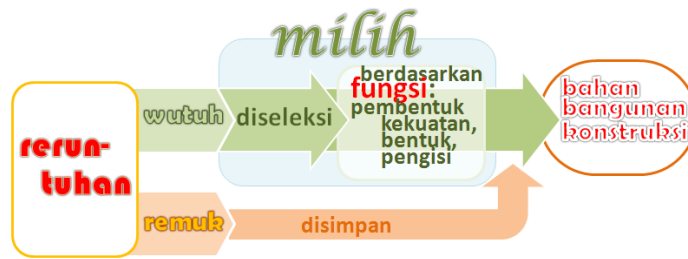 milih
rerun-
tuhan
wutuh
diseleksi
berdasarkan
fungsi:
pembentuk
kekuatan,
bentuk,
pengisi
remuk
disimpan
bahan
bangunan
konstruksi